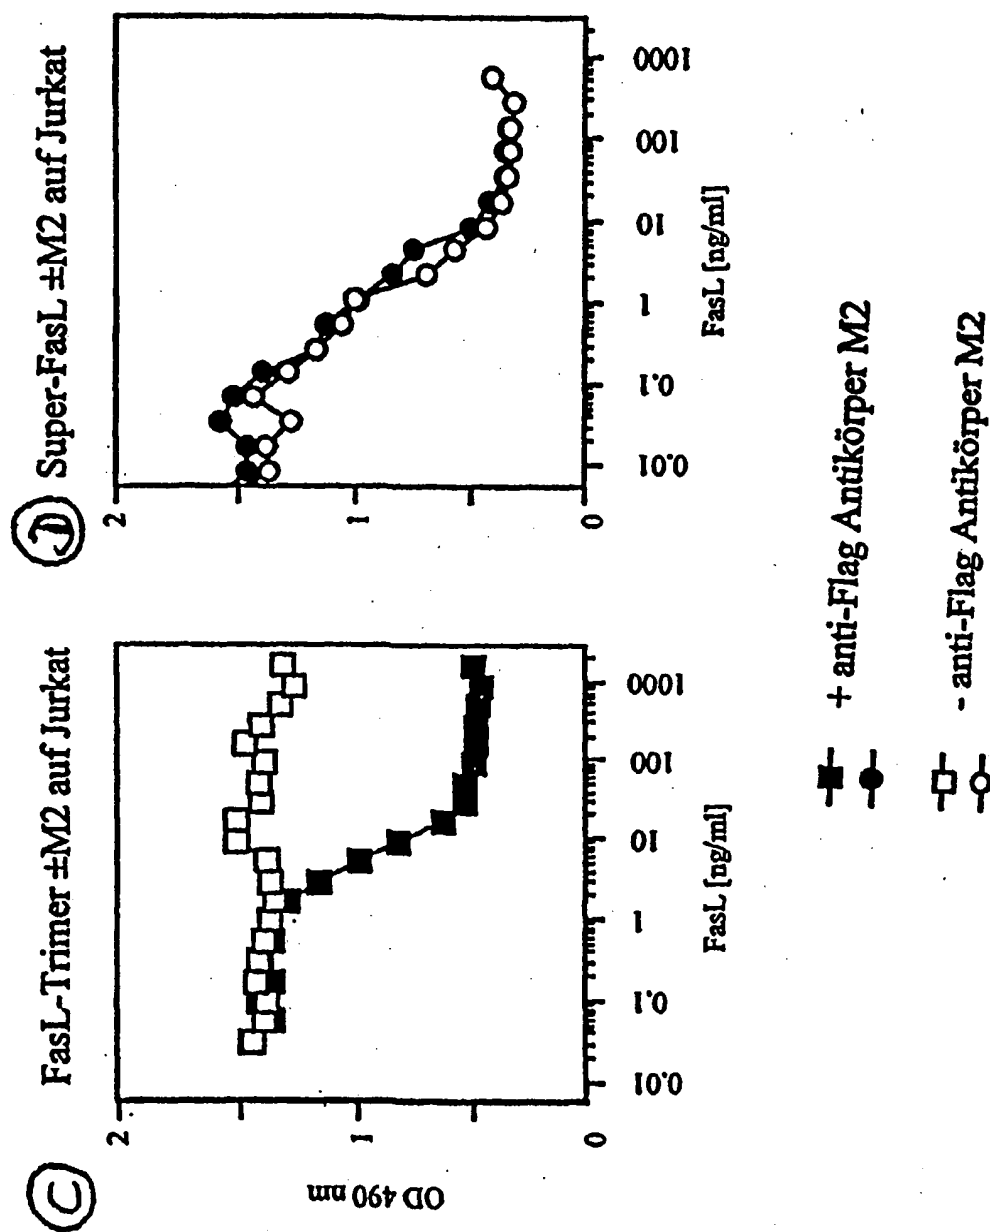 C
FasL-Trimer ±M2 auf Jurkat
OD 490 nm
2
1
0
0.01
0.1
1
10
100
1000
FasL [ng/ml]
D
Super-FasL ±M2 auf Jurkat
2
1
0
0.01
0.1
1
10
100
1000
FasL [ng/ml]
+ anti-Flag Antikörper M2
- anti-Flag Antikörper M2